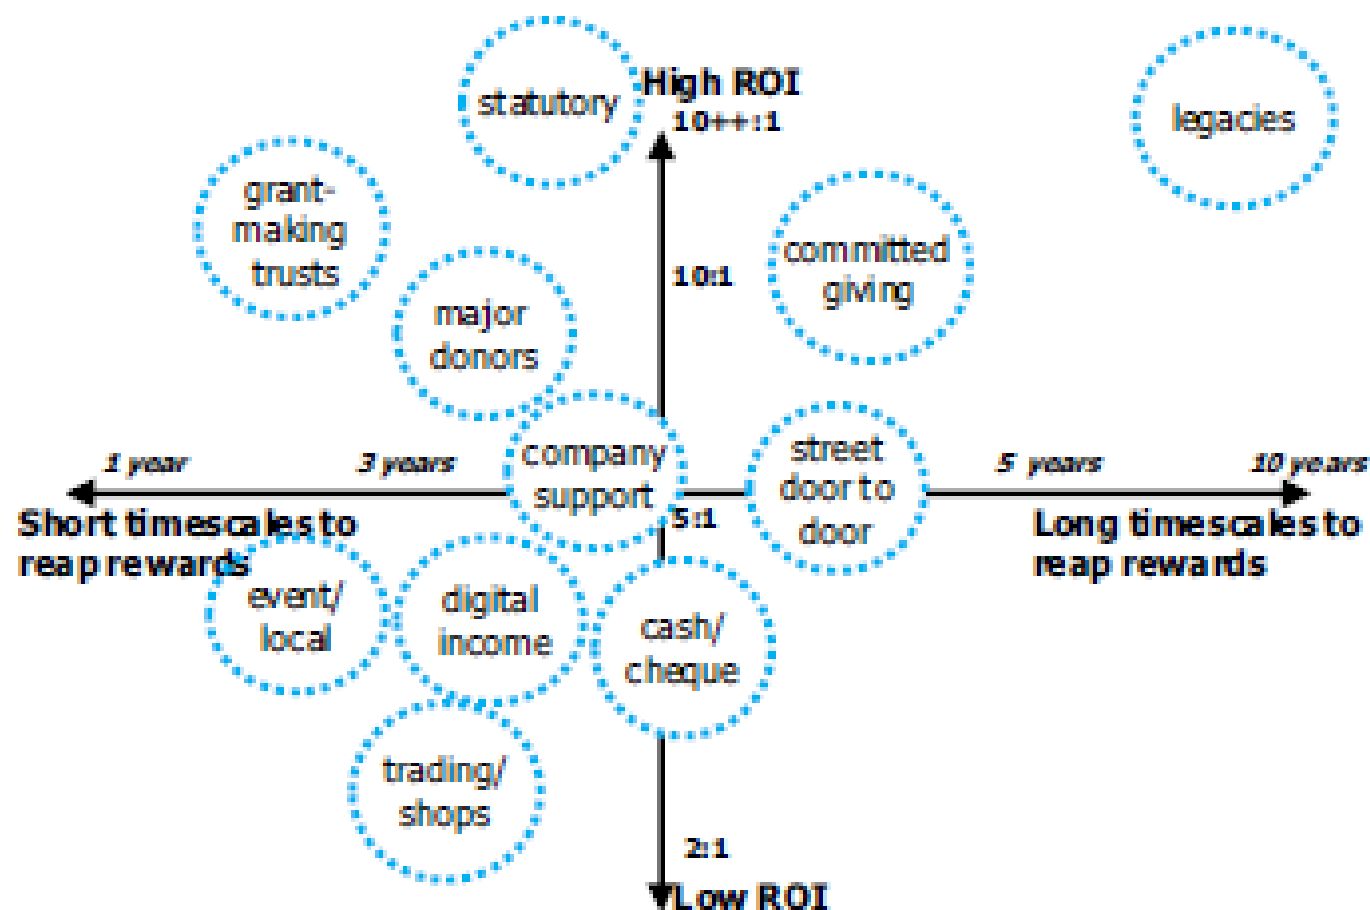 statutory
High ROI
10++:1
legacies
grant-
making
trusts
committed
giving
10:1
major
donors
company
support
street
door to
door
1 year
3 years
5 years
10 years
5:1
Short timescales to
reap rewards
Long timescales to
reap rewards
event/
local
digital
income
cash/
cheque
trading/
shops
2:1
Low ROI